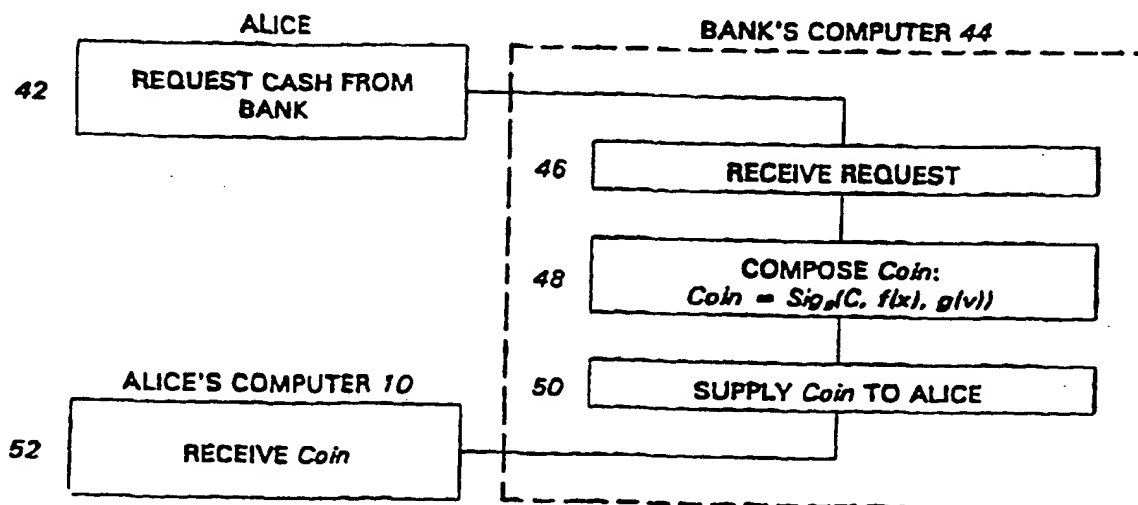 ALICE
42
REQUEST CASH FROM
BANK
BANK'S COMPUTER 44
46
RECEIVE REQUEST
48
COMPOSE Coin:
Coin = Sig (C, f(x), g(v))
50
SUPPLY Coin TO ALICE
ALICE'S COMPUTER 10
52
RECEIVE Coin